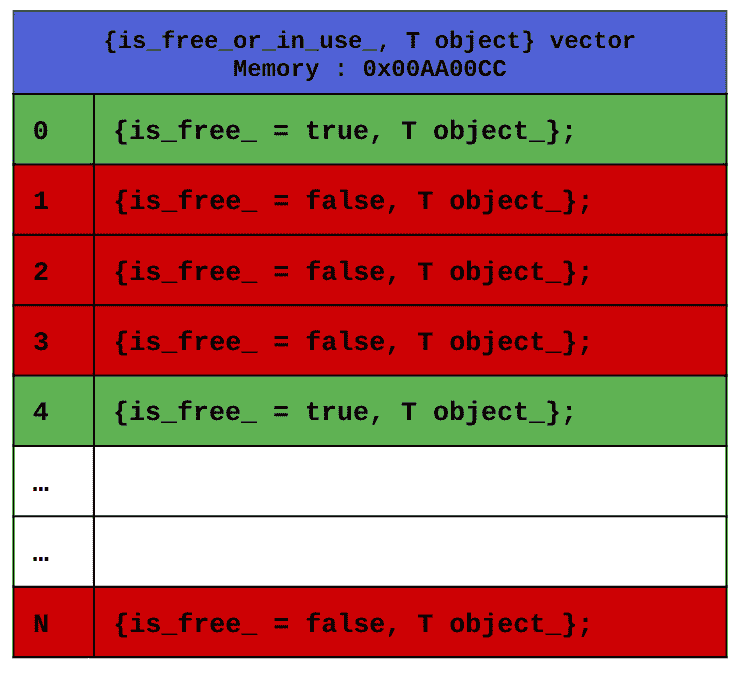 {is_free_or_in_use_, T object} vector
Memory : 0x00AA00CC
0 {is_free_ = true, T object_};
1 {is_free_ = false, T object_};
2 {is_free_ = false, T object_};
3 {is_free_ = false, T object_};
4 {is_free_ = true, T object_};
…
…
N {is_free_ = false, T object_};